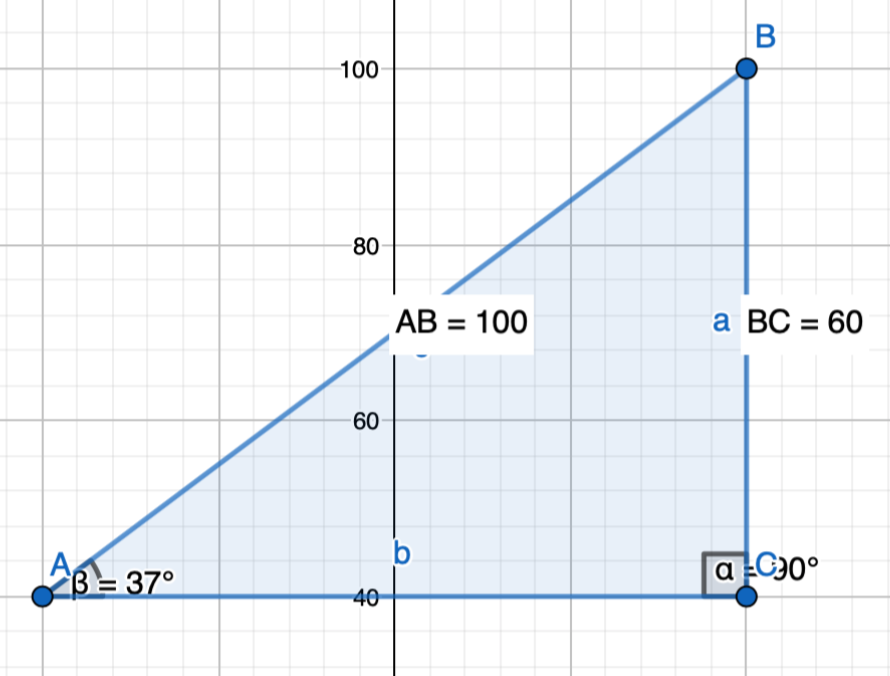 B
100
80
AB = 100
a BC = 60
60
b
A
β = 37°
α = 90°
C
40